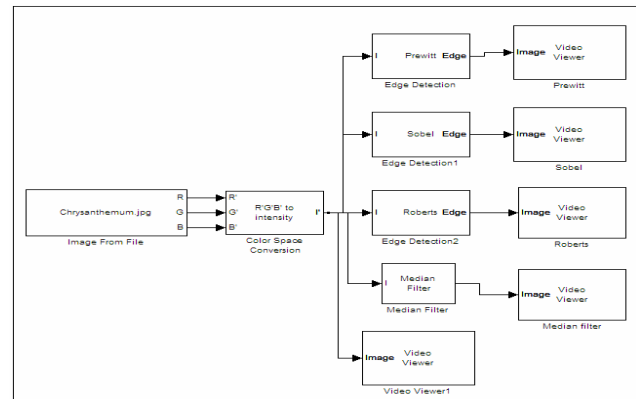 I Prewitt Edge
Edge Detection
Image Video Viewer
Prewitt
I Sobel Edge
Edge Detection1
Image Video Viewer
Sobel
Chrysanthemum.jpg
R
G
B
Image From File
R'
G'
B'
R'G'B' to
intensity
I'
Color Space
Conversion
I Roberts Edge
Edge Detection2
Image Video Viewer
Roberts
I Median
Filter
Median Filter
Image Video Viewer
Median filter
Image Video Viewer
Video Viewer1